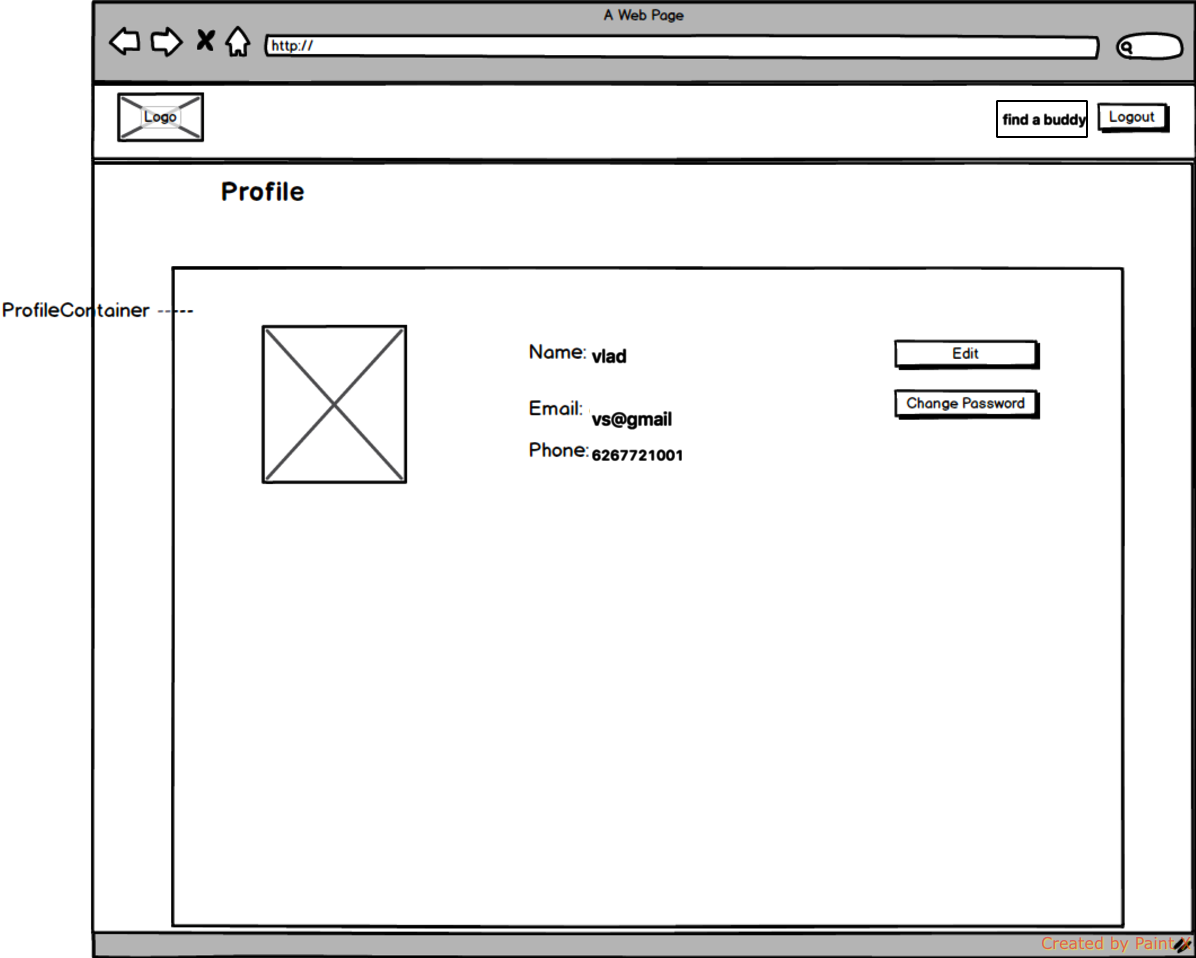 A Web Page
http://
Logo
find a buddy
Logout
Profile
ProfileContainer -----
Name: vlad
Edit
Change Password
Email: vs@gmail
Phone: 6267721001
Created by Paint